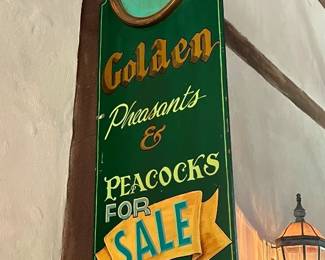 Golden
Pheasants
&
PEACOCKS
FOR
SALE